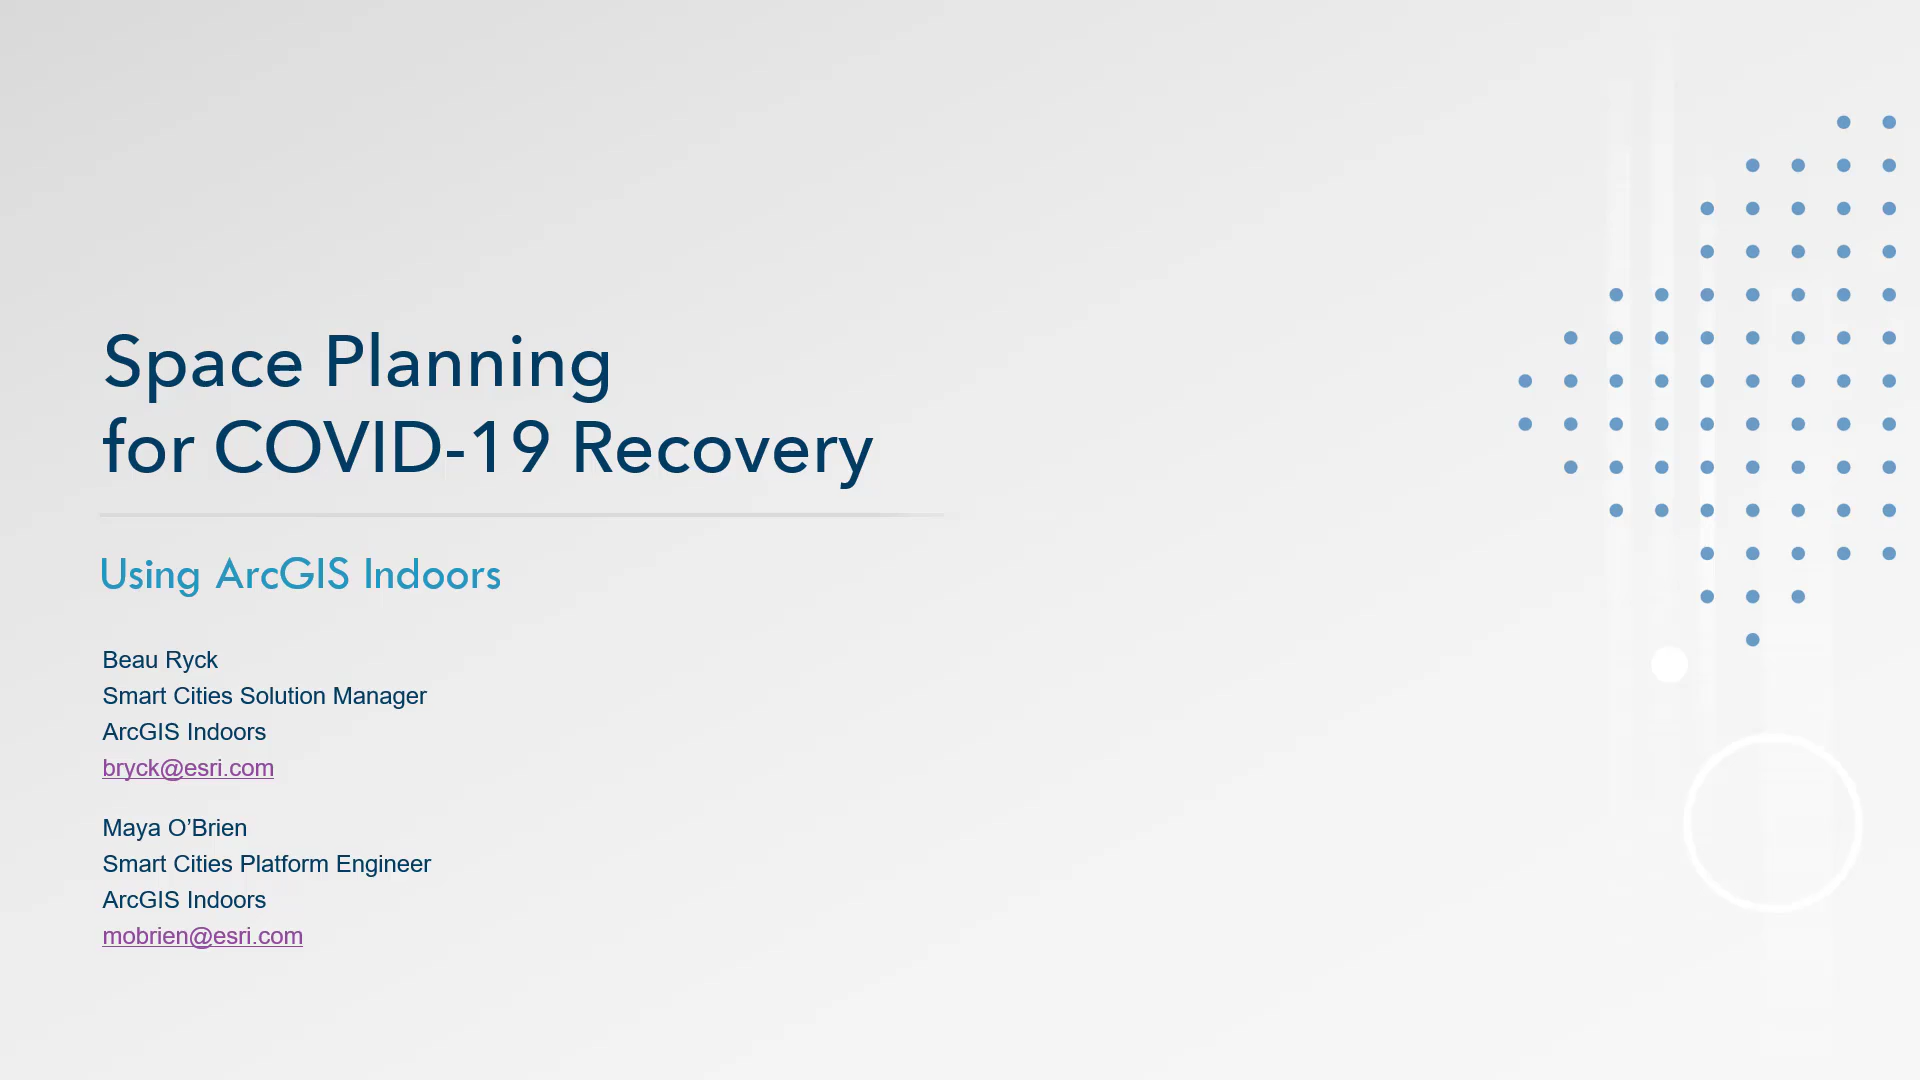 Space Planning
for COVID-19 Recovery
Using ArcGIS Indoors
Beau Ryck
Smart Cities Solution Manager
ArcGIS Indoors
bryck@esri.com
Maya O’Brien
Smart Cities Platform Engineer
ArcGIS Indoors
mobrien@esri.com